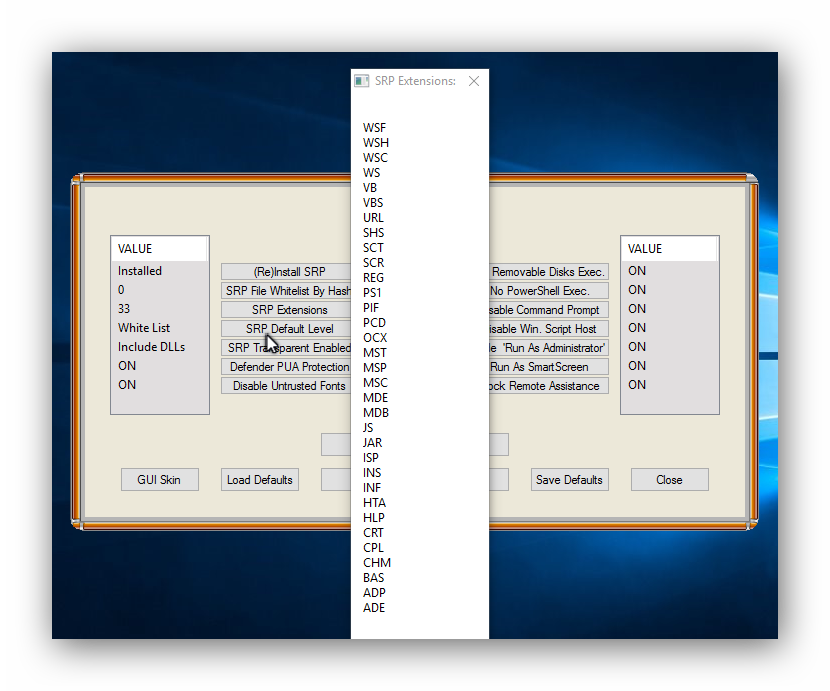 SRP Extensions:
WSF
WSH
WSC
WS
VB
VBS
URL
SHS
SCT
SCR
REG
PS1
PIF
PCD
OCX
MST
MSP
MSC
MDE
MDB
JS
JAR
ISP
INS
INF
HTA
HLP
CRT
CPL
CHM
BAS
ADP
ADE
VALUE
Installed
0
33
White List
Include DLLs
ON
ON
(Re)Install SRP
SRP File Whitelist By Hash
SRP Extensions
SRP Default Level
SRP Transparent Enabled
Defender PUA Protection
Disable Untrusted Fonts
Removable Disks Exec.
No PowerShell Exec.
sable Command Prompt
isable Win. Script Host
e 'Run As Administrator'
Run As SmartScreen
ock Remote Assistance
VALUE
ON
ON
ON
ON
ON
ON
ON
GUI Skin
Load Defaults
Save Defaults
Close